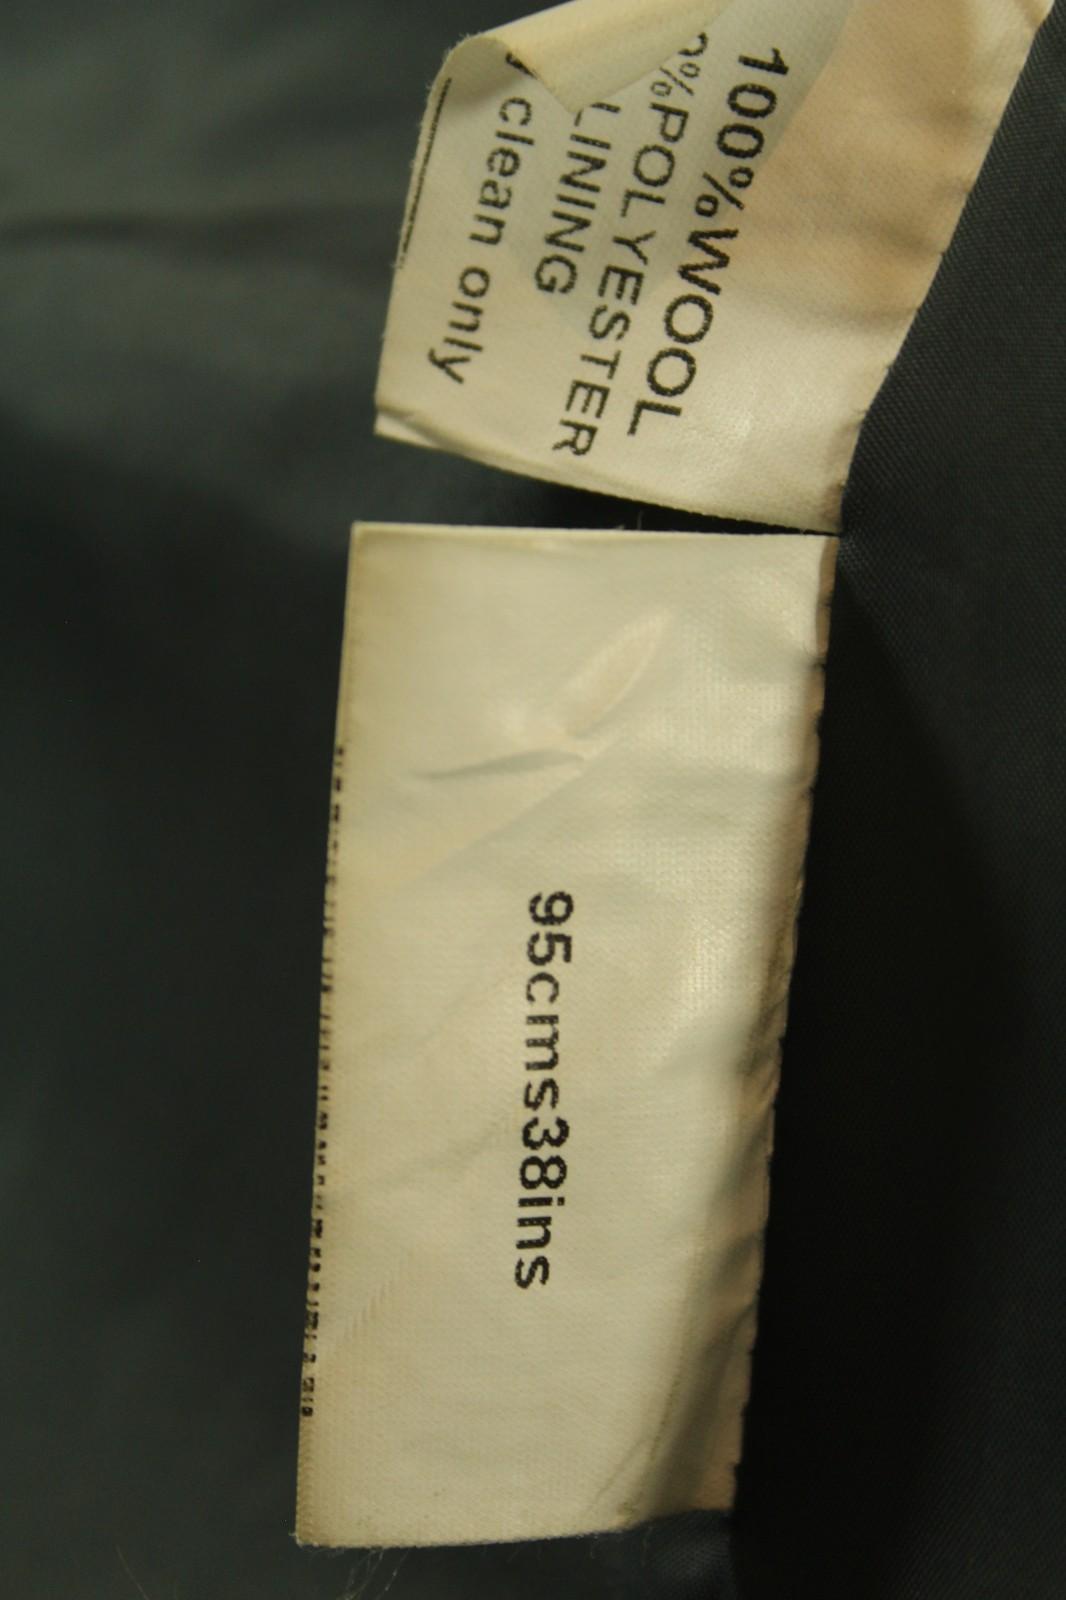 100%WOOL
%POLYESTER
LINING
clean only
95cms38ins